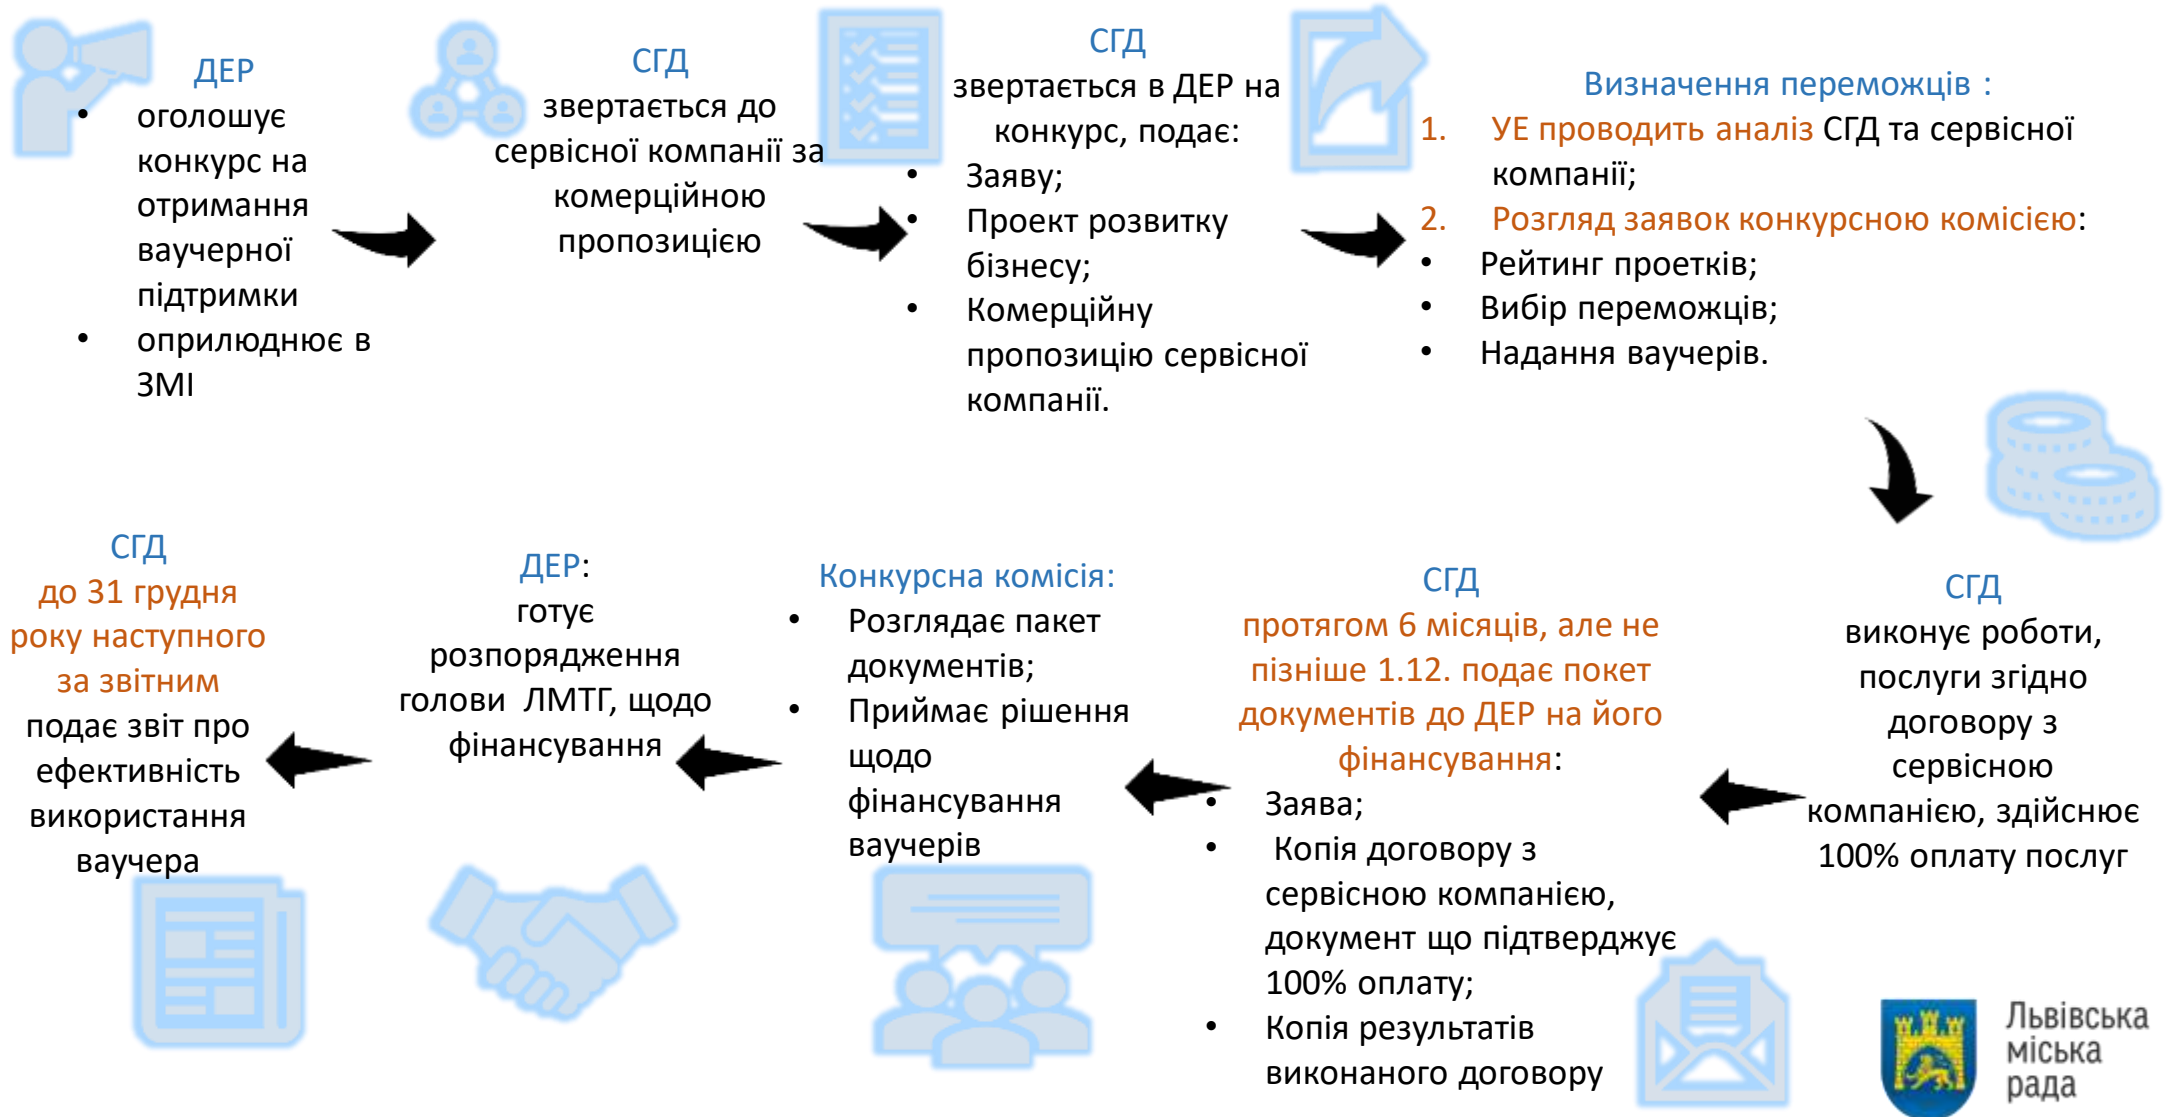 ДЕР
• оголошує
конкурс на
отримання
ваучерної
підтримки
• оприлюднює в
ЗМІ
СГД
звертається до
сервісної компанії за
комерційною
пропозицією
СГД
звертається в ДЕР на
конкурс, подає:
• Заяву;
• Проект розвитку
бізнесу;
• Комерційну
пропозицію сервісної
компанії.
Визначення переможців :
1. УЕ проводить аналіз СГД та сервісної
компанії;
2. Розгляд заявок конкурсною комісією:
• Рейтинг проетків;
• Вибір переможців;
• Надання ваучерів.
СГД
виконує роботи,
послуги згідно
договору з
сервісною
компанією, здійснює
100% оплату послуг
СГД
протягом 6 місяців, але не
пізніше 1.12. подає покет
документів до ДЕР на його
фінансування:
• Заява;
• Копія договору з
сервісною компанією,
документ що підтверджує
100% оплату;
• Копія результатів
виконаного договору
Конкурсна комісія:
• Розглядає пакет
документів;
• Приймає рішення
щодо
фінансування
ваучерів
ДЕР:
готує
розпорядження
голови ЛМТГ, щодо
фінансування
СГД
до 31 грудня
року наступного
за звітним
подає звіт про
ефективність
використання
ваучера
Львівська
міська
рада